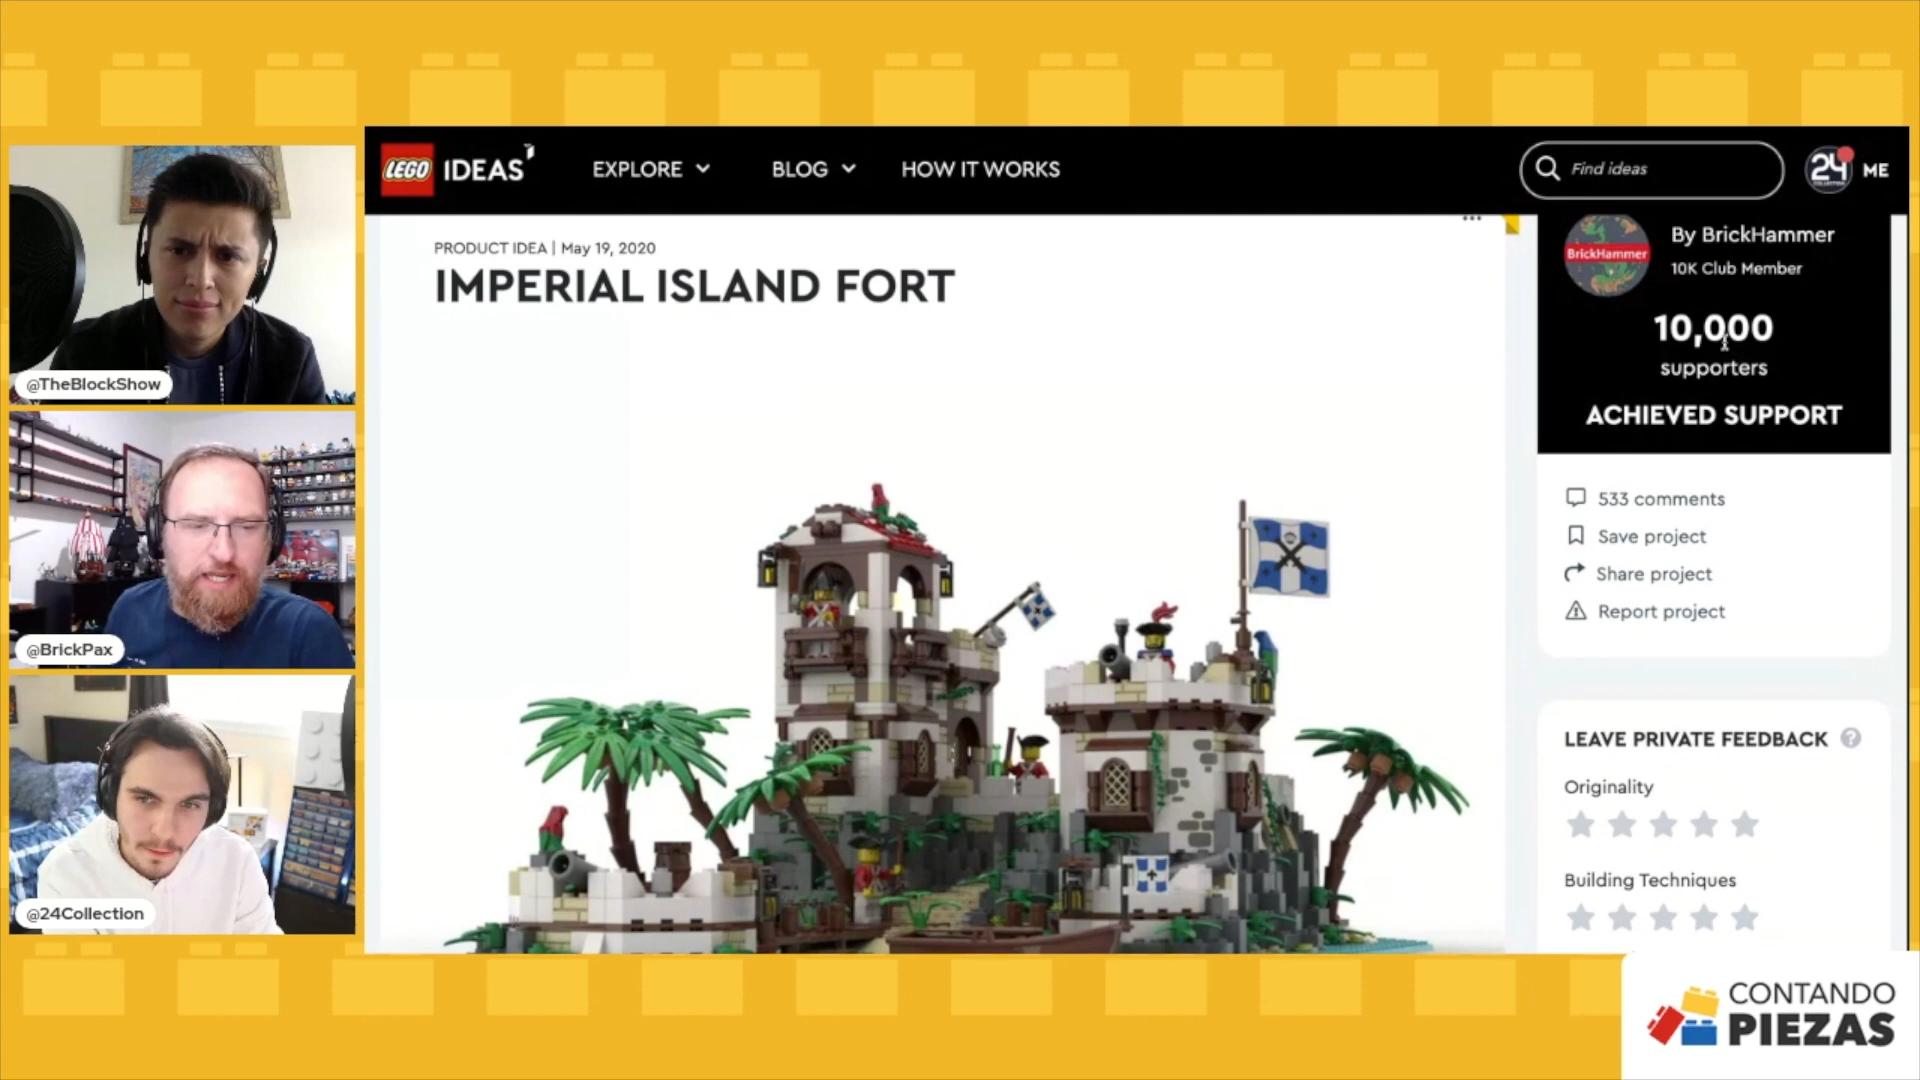 LEGO IDEAS
EXPLORE
BLOG
HOW IT WORKS
Find ideas
24
ME
PRODUCT IDEA | May 19, 2020
IMPERIAL ISLAND FORT
BrickHammer
By BrickHammer
10K Club Member
10,000
supporters
ACHIEVED SUPPORT
533 comments
Save project
Share project
Report project
LEAVE PRIVATE FEEDBACK ?
Originality
Building Techniques
@TheBlockShow
@BrickPax
@24Collection
CONTANDO
PIEZAS